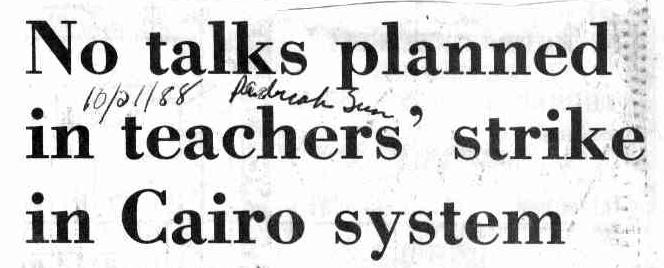 No talks planned
10/21/88 Paducah Sun
in teachers' strike
in Cairo system